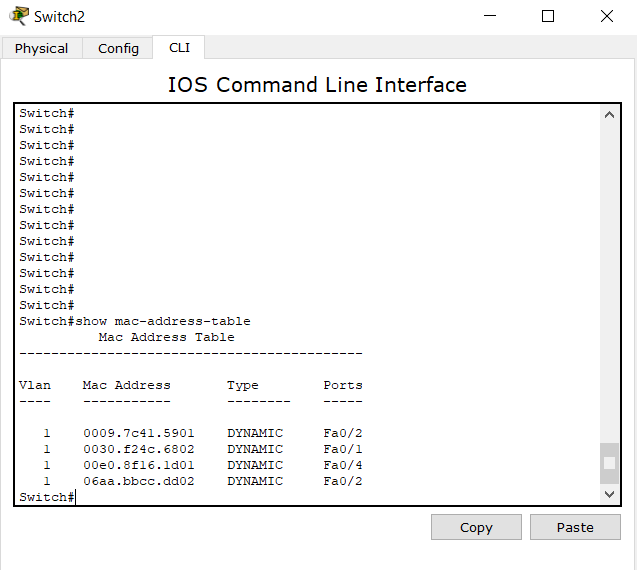 Switch2
Physical Config CLI
IOS Command Line Interface
Switch#
Switch#
Switch#
Switch#
Switch#
Switch#
Switch#
Switch#
Switch#
Switch#
Switch#
Switch#
Switch#
Switch#show mac-address-table
Mac Address Table
-------------------------------------------
Vlan Mac Address Type Ports
---- ----------- -------- -----
1 0009.7c41.5901 DYNAMIC Fa0/2
1 0030.f24c.6802 DYNAMIC Fa0/1
1 00e0.8f16.1d01 DYNAMIC Fa0/4
1 06aa.bbcc.dd02 DYNAMIC Fa0/2
Switch#
Copy Paste